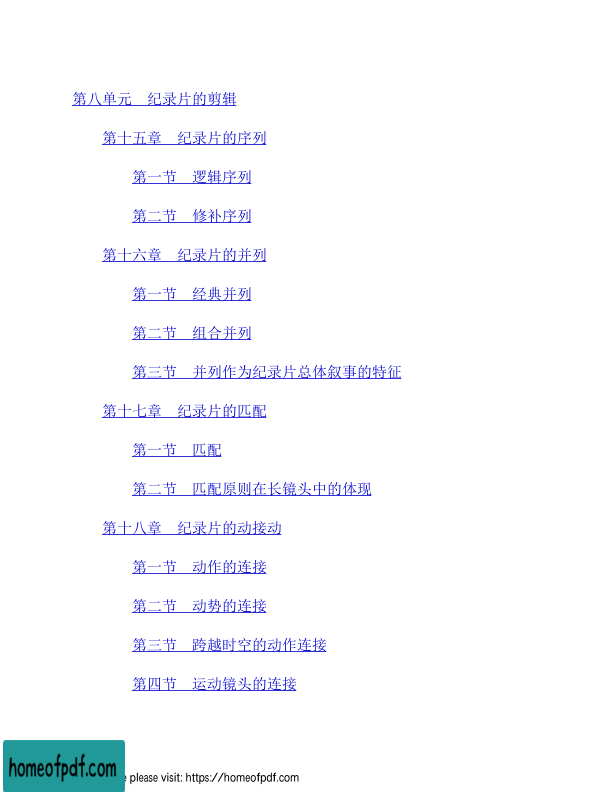 第八单元　纪录片的剪辑
第十五章　纪录片的序列
第一节　逻辑序列
第二节　修补序列
第十六章　纪录片的并列
第一节　经典并列
第二节　组合并列
第三节　并列作为纪录片总体叙事的特征
第十七章　纪录片的匹配
第一节　匹配
第二节　匹配原则在长镜头中的体现
第十八章　纪录片的动接动
第一节　动作的连接
第二节　动势的连接
第三节　跨越时空的动作连接
第四节　运动镜头的连接
homeofpdf.com
please visit: https://homeofpdf.com